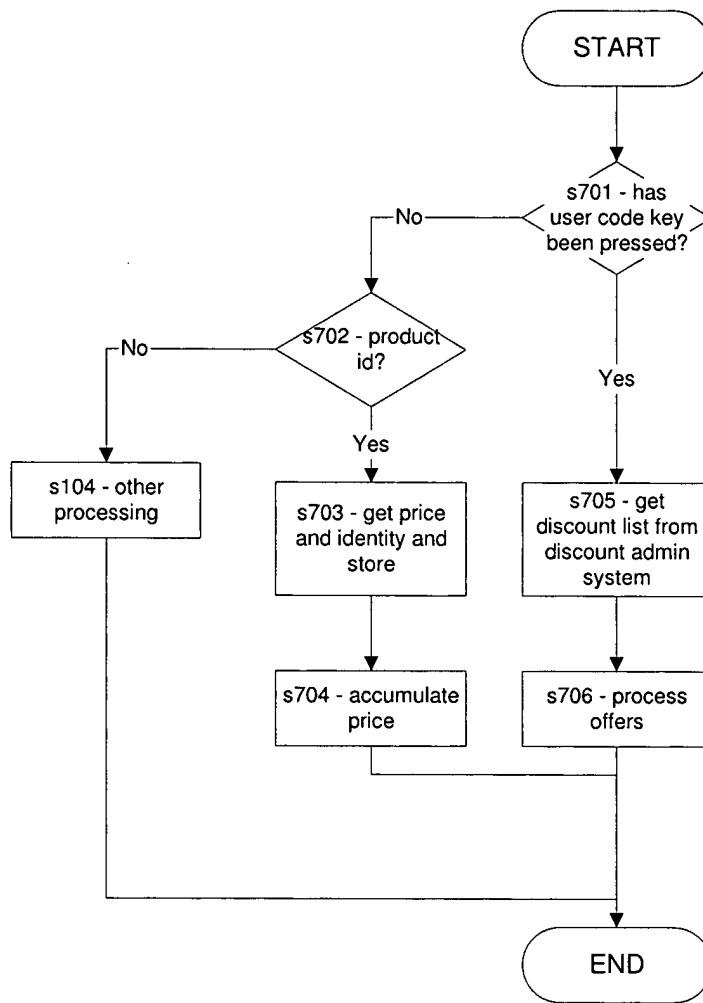 START
s701 - has
user code key
been pressed?
No
s702 - product
id?
No
Yes
Yes
s104 - other
processing
s703 - get price
and identity and
store
s705 - get
discount list from
discount admin
system
s704 - accumulate
price
s706 - process
offers
END